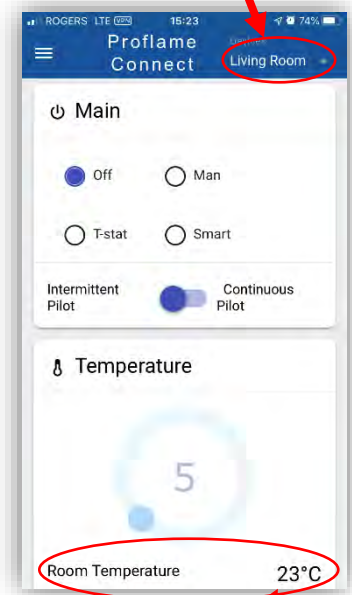 ROGERS LTE VPN 15:23 74%
Proflame
Connect
Devices
Living Room
Main
Off Man
T-stat Smart
Intermittent Continuous
Pilot Pilot
Temperature
5
Room Temperature 23°C